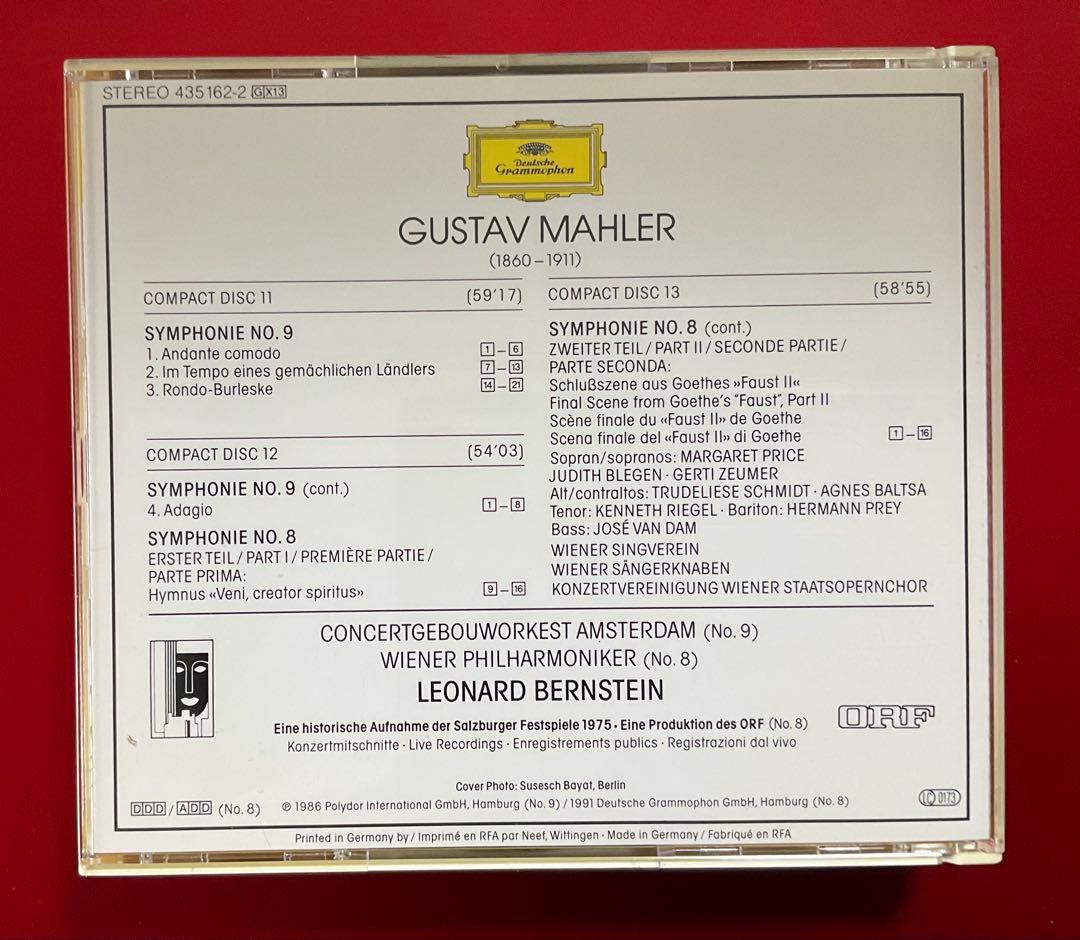 STEREO 435 162-2 GX13
Deutsche
Grammophon
GUSTAV MAHLER
(1860–1911)
COMPACT DISC 11 (59'17)
SYMPHONIE NO. 9
1. Andante comodo 1–6
2. Im Tempo eines gemächlichen Ländlers 7–13
3. Rondo-Burleske 14–21
COMPACT DISC 12 (54'03)
SYMPHONIE NO. 9 (cont.)
4. Adagio 1–8
SYMPHONIE NO. 8
ERSTER TEIL / PART I / PREMIÈRE PARTIE /
PARTE PRIMA:
Hymnus «Veni, creator spiritus» 9–16
COMPACT DISC 13 (58'55)
SYMPHONIE NO. 8 (cont.)
ZWEITER TEIL / PART II / SECONDE PARTIE /
PARTE SECONDA:
Schlußszene aus Goethes »Faust II«
Final Scene from Goethe's "Faust", Part II
Scène finale du «Faust II» de Goethe
Scena finale del «Faust II» di Goethe 1–16
Sopran/sopranos: MARGARET PRICE
JUDITH BLEGEN · GERTI ZEUMER
Alt/contraltos: TRUDELIESE SCHMIDT · AGNES BALTSA
Tenor: KENNETH RIEGEL · Bariton: HERMANN PREY
Bass: JOSÉ VAN DAM
WIENER SINGVEREIN
WIENER SÄNGERKNABEN
KONZERTVEREINIGUNG WIENER STAATSOPERNCHOR
CONCERTGEBOUWORKEST AMSTERDAM (No. 9)
WIENER PHILHARMONIKER (No. 8)
LEONARD BERNSTEIN
Eine historische Aufnahme der Salzburger Festspiele 1975 · Eine Produktion des ORF (No. 8)
Konzertmitschnitte · Live Recordings · Enregistrements publics · Registrazioni dal vivo
ORF
Cover Photo: Susesch Bayat, Berlin
DDD / ADD (No. 8) ℗ 1986 Polydor International GmbH, Hamburg (No. 9) / 1991 Deutsche Grammophon GmbH, Hamburg (No. 8)
LC 0173
Printed in Germany by / Imprimé en RFA par Neef, Wittingen · Made in Germany / Fabriqué en RFA